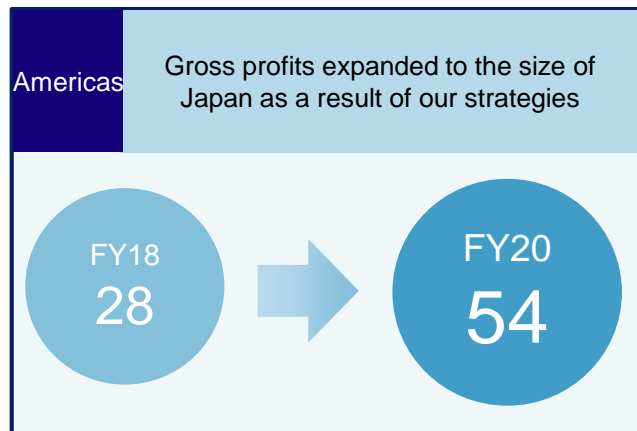 Americas
Gross profits expanded to the size of
Japan as a result of our strategies
FY18
28
FY20
54